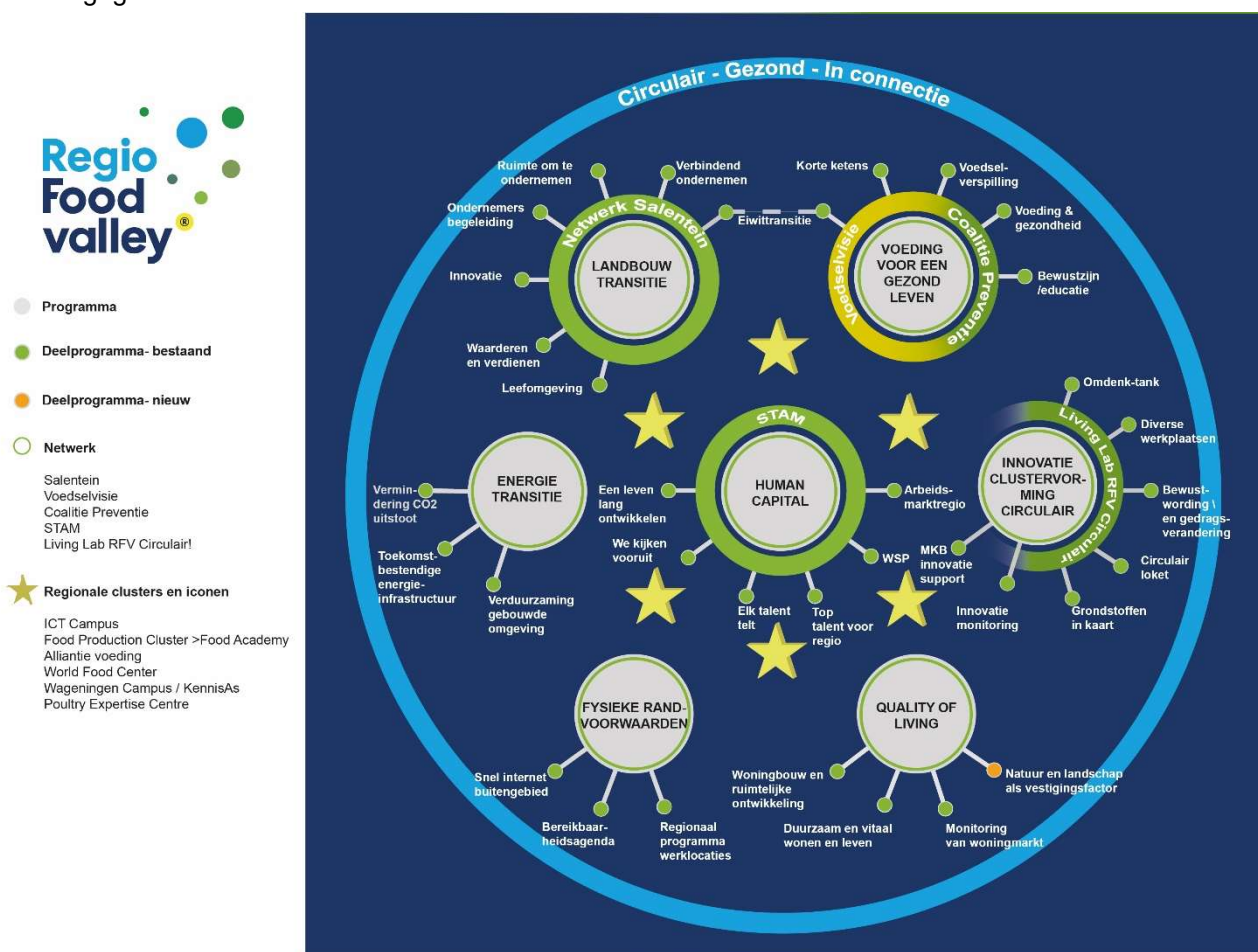 Circulair - Gezond - In connectie
Regio
Food
valley®
Programma
Deelprogramma- bestaand
Deelprogramma- nieuw
Netwerk
Salentein
Voedselvisie
Coalitie Preventie
STAM
Living Lab RFV Circulair!
Regionale clusters en iconen
ICT Campus
Food Production Cluster >Food Academy
Alliantie voeding
World Food Center
Wageningen Campus / KennisAs
Poultry Expertise Centre
Ruimte om te
ondernemen
Verbindend
ondernemen
Ondernemers
begeleiding
Innovatie
Waarderen
en verdienen
Leefomgeving
Netwerk Salentein
LANDBOUW
TRANSITIE
Eiwittransitie
Korte ketens
Voedsel-
verspilling
Voeding &
gezondheid
Bewustzijn
/educatie
Voedselvisie
Coalitie Preventie
VOEDING
VOOR EEN
GEZOND
LEVEN
ENERGIE
TRANSITIE
Vermin-
dering CO2
uitstoot
Toekomst-
bestendige
energie-
infrastructuur
Verduurzaming
gebouwde
omgeving
STAM
HUMAN
CAPITAL
Een leven
lang
ontwikkelen
We kijken
vooruit
Elk talent
telt
Top
talent voor
regio
WSP
Arbeids-
marktregio
Living Lab RFV Circulair
INNOVATIE
CLUSTERVOR-
MING
CIRCULAIR
Omdenk-tank
Diverse
werkplaatsen
Bewust-
wording \
en gedrags-
verandering
Circulair
loket
Grondstoffen
in kaart
MKB
innovatie
support
Innovatie
monitoring
FYSIEKE RAND-
VOORWAARDEN
Snel internet
buitengebied
Bereikbaar-
heidsagenda
Regionaal
programma
werklocaties
QUALITY OF
LIVING
Woningbouw en
ruimtelijke
ontwikkeling
Duurzaam en vitaal
wonen en leven
Monitoring
van woningmarkt
Natuur en landschap
als vestigingsfactor